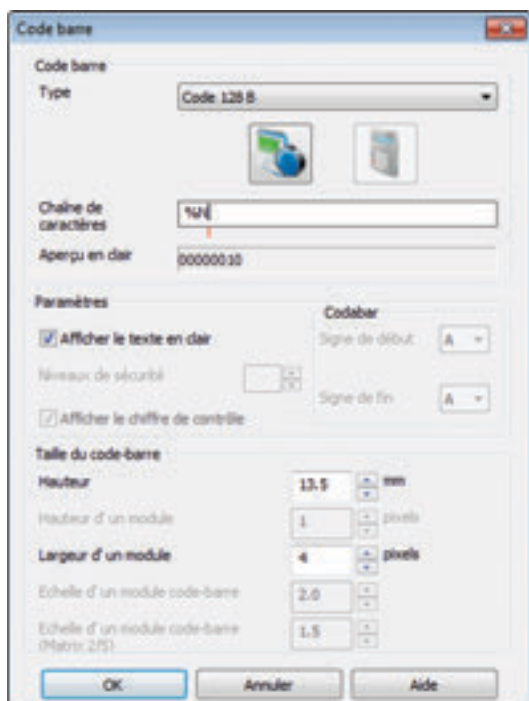 Code barre
Code barre
Type
Code 128 B
Chaîne de
caractères
Aperçu en clair
00000010
Paramètres
Afficher le texte en clair
Niveaux de sécurité
Afficher le chiffre de contrôle
Codabar
Signe de début
A
Signe de fin
A
Taille du code-barre
Hauteur
13.5
mm
Hauteur d'un module
1
pixels
Largeur d'un module
4
pixels
Echelle d'un module code-barre
2.0
Echelle d'un module code-barre
(Matrix 2/5)
1.5
OK
Annuler
Aide